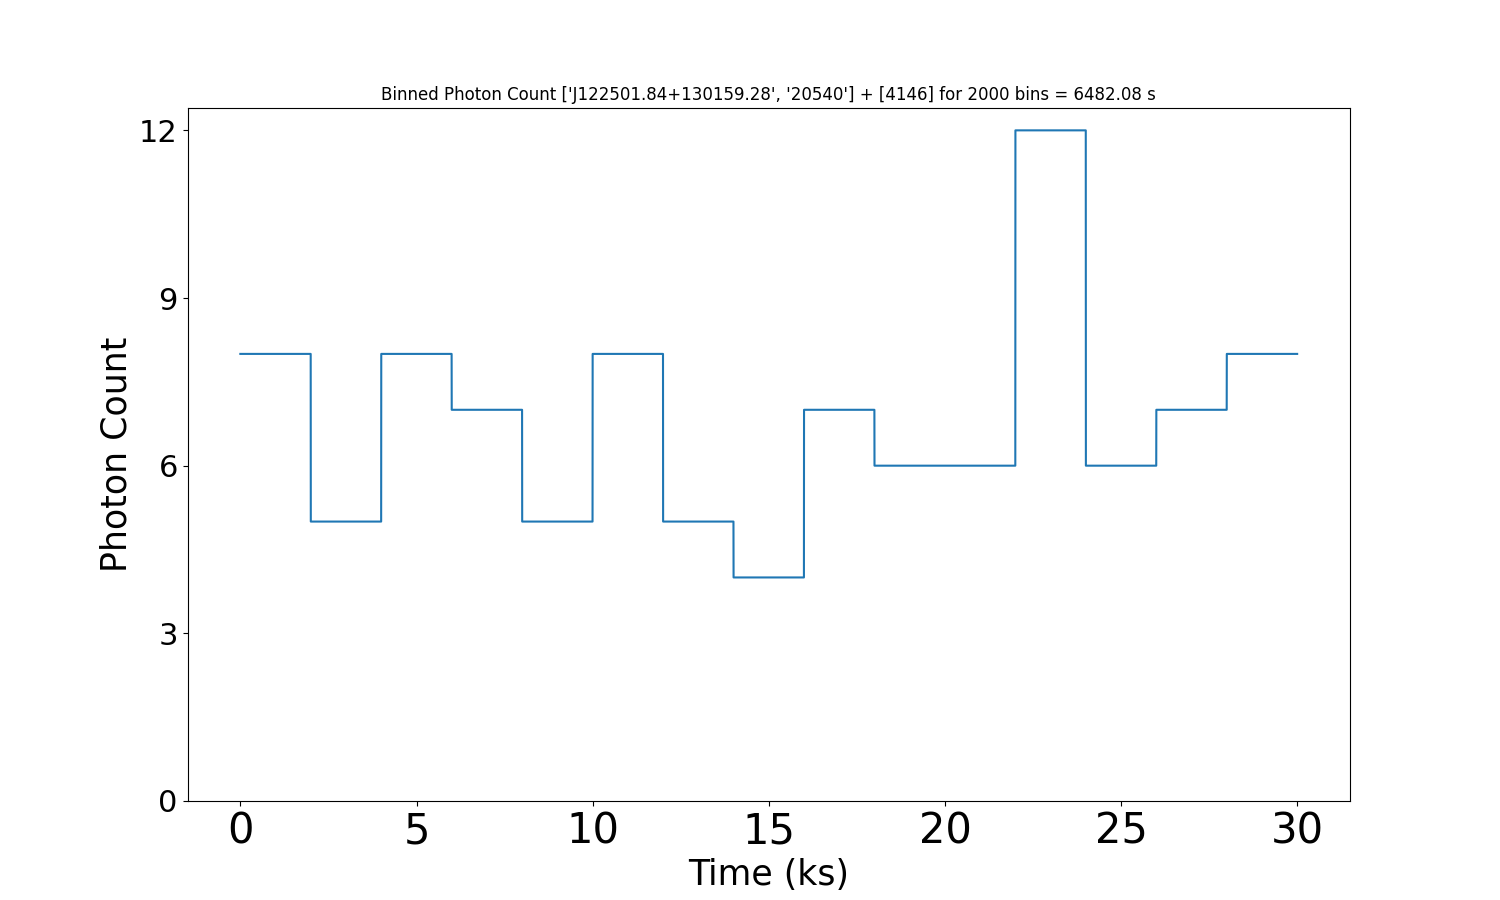 Binned Photon Count ['J122501.84+130159.28', '20540'] + [4146] for 2000 bins = 6482.08 s
12
9
6
3
0
Photon Count
0 5 10 15 20 25 30
Time (ks)